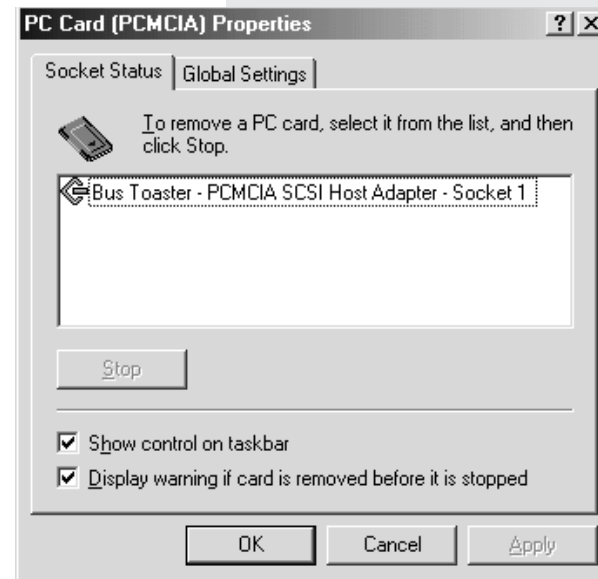 PC Card (PCMCIA) Properties
Socket Status
Global Settings
To remove a PC card, select it from the list, and then
click Stop.
Bus Toaster - PCMCIA SCSI Host Adapter - Socket 1
Stop
Show control on taskbar
Display warning if card is removed before it is stopped
OK
Cancel
Apply